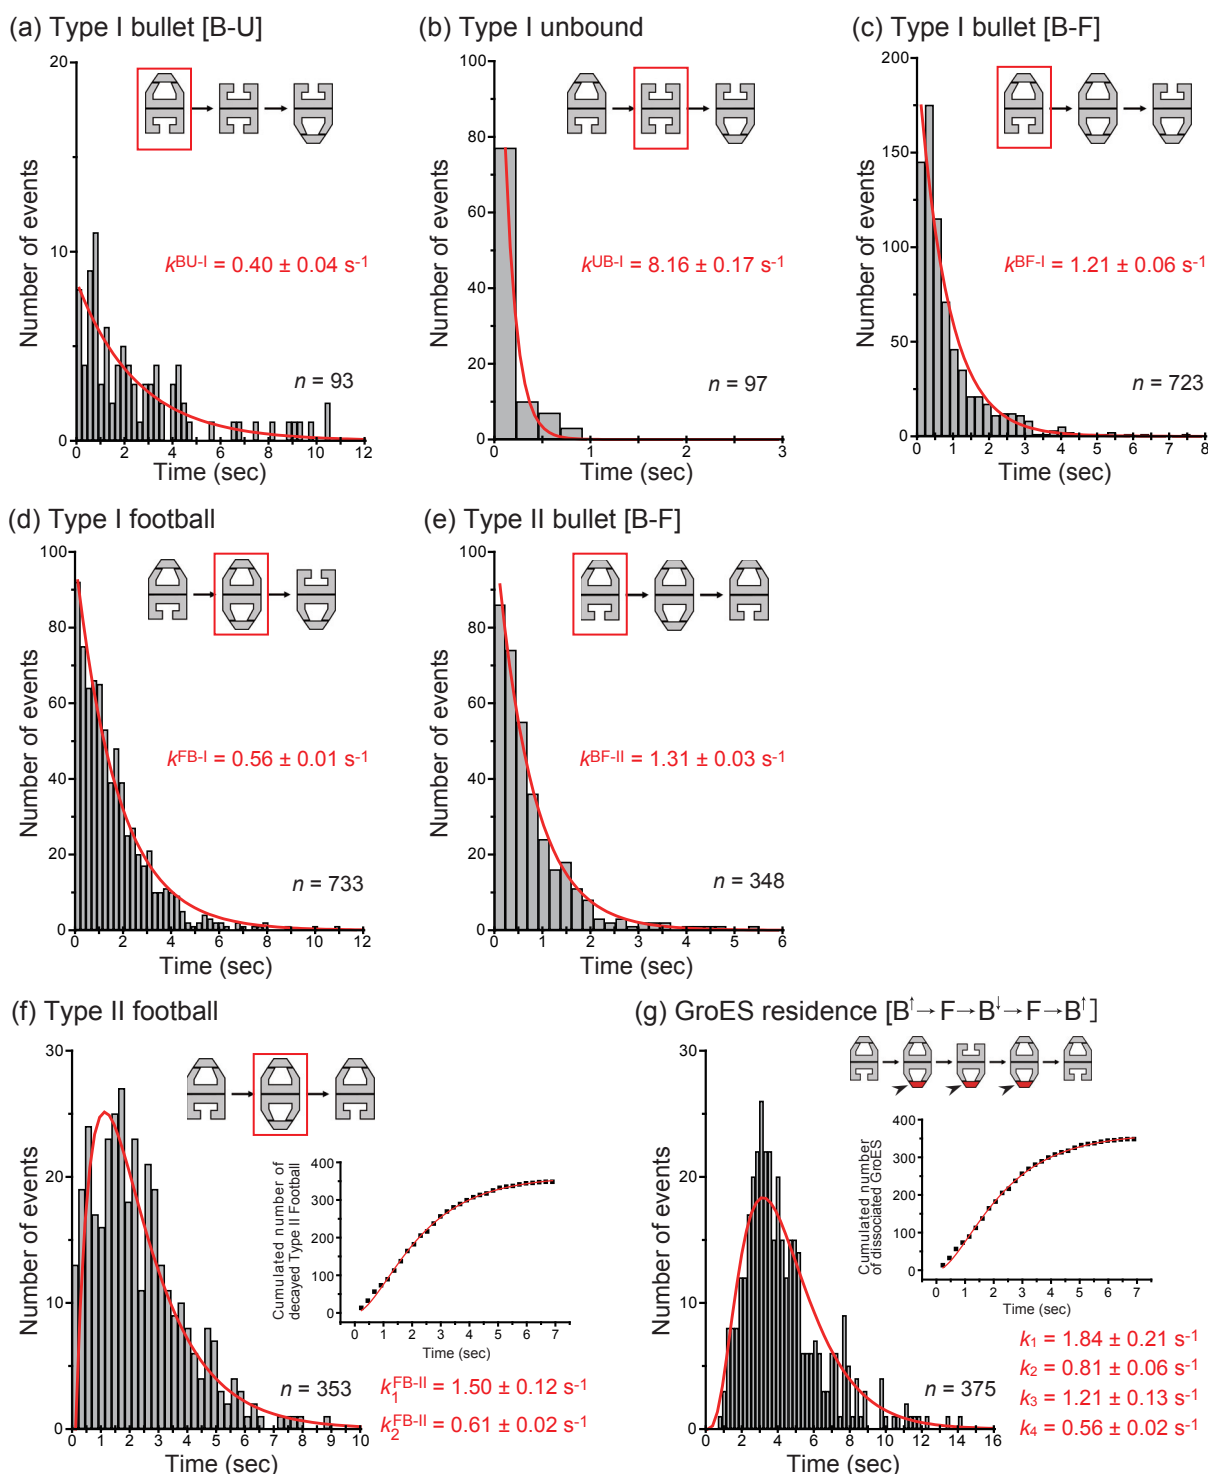 (a) Type I bullet [B-U]
20
10
0
Number of events
0 2 4 6 8 10 12
Time (sec)
kBU-I = 0.40 ± 0.04 s-1
n = 93
(b) Type I unbound
100
80
60
40
20
0
Number of events
0 1 2 3
Time (sec)
kUB-I = 8.16 ± 0.17 s-1
n = 97
(c) Type I bullet [B-F]
200
150
100
50
0
Number of events
0 1 2 3 4 5 6 7 8
Time (sec)
kBF-I = 1.21 ± 0.06 s-1
n = 723
(d) Type I football
100
80
60
40
20
0
Number of events
0 2 4 6 8 10 12
Time (sec)
kFB-I = 0.56 ± 0.01 s-1
n = 733
(e) Type II bullet [B-F]
100
80
60
40
20
0
Number of events
0 1 2 3 4 5 6
Time (sec)
kBF-II = 1.31 ± 0.03 s-1
n = 348
(f) Type II football
30
20
10
0
Number of events
0 2 4 6 8 10
Time (sec)
Cumulated number of
decayed Type II Football
400
300
200
100
0
0 1 2 3 4 5 6 7
Time (sec)
n = 353
k1FB-II = 1.50 ± 0.12 s-1
k2FB-II = 0.61 ± 0.02 s-1
(g) GroES residence [B↑→F→B↓→F→B↑]
30
20
10
0
Number of events
0 2 4 6 8 10 12 14 16
Time (sec)
Cumulated number
of dissociated GroES
400
300
200
100
0
0 1 2 3 4 5 6 7
Time (sec)
n = 375
k1 = 1.84 ± 0.21 s-1
k2 = 0.81 ± 0.06 s-1
k3 = 1.21 ± 0.13 s-1
k4 = 0.56 ± 0.02 s-1